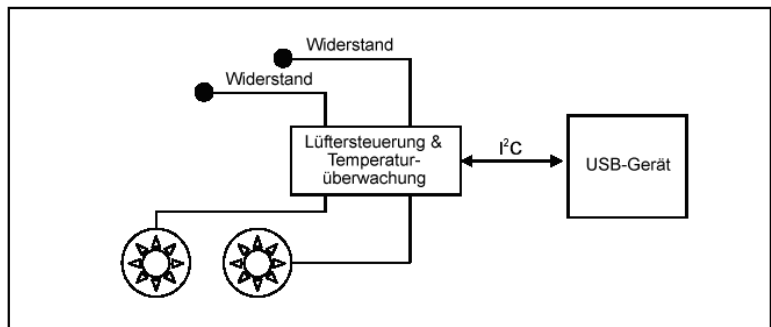 Widerstand
Widerstand
Lüftersteuerung &
Temperatur-
überwachung
I²C
USB-Gerät